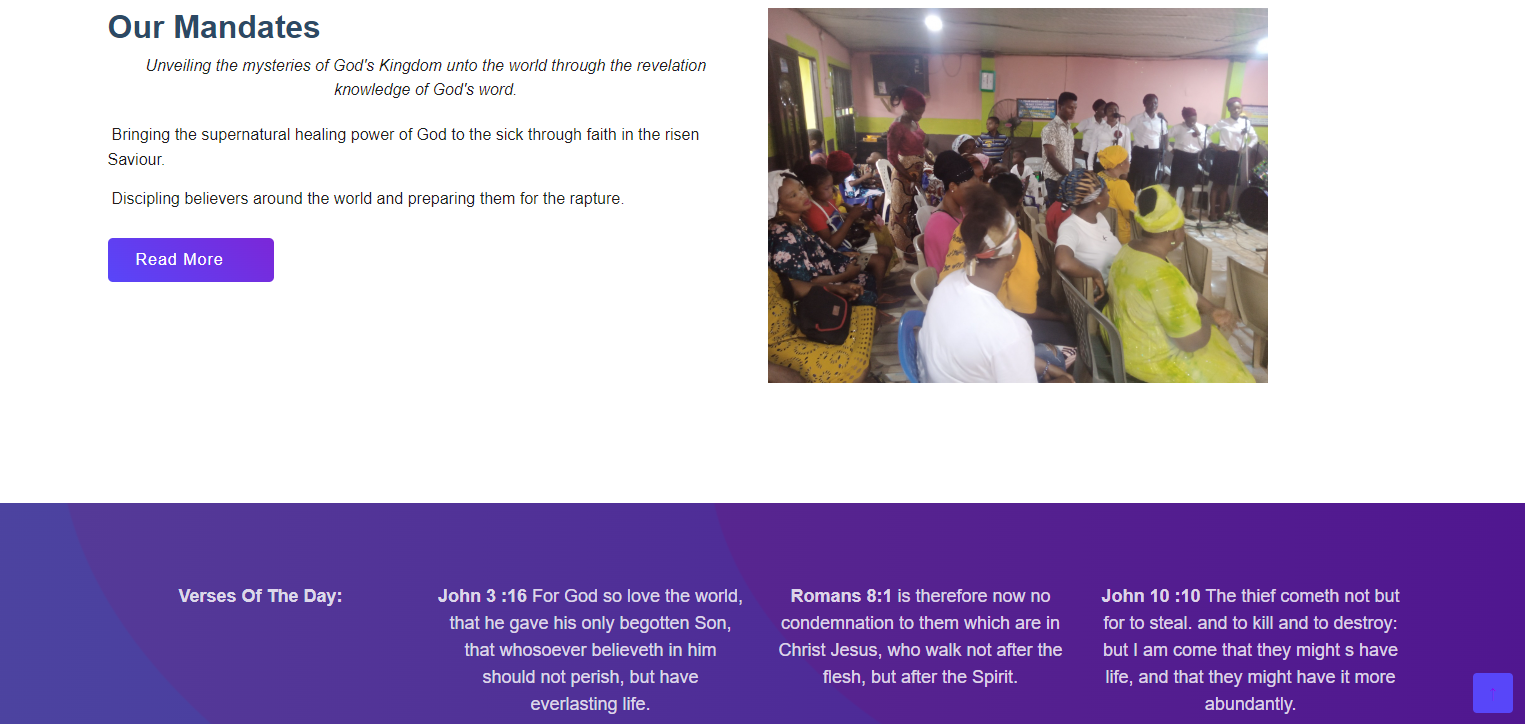 Our Mandates
Unveiling the mysteries of God's Kingdom unto the world through the revelation
knowledge of God's word.
Bringing the supernatural healing power of God to the sick through faith in the risen
Saviour.
Discipling believers around the world and preparing them for the rapture.
Read More
Verses Of The Day:
John 3 :16 For God so love the world,
that he gave his only begotten Son,
that whosoever believeth in him
should not perish, but have
everlasting life.
Romans 8:1 is therefore now no
condemnation to them which are in
Christ Jesus, who walk not after the
flesh, but after the Spirit.
John 10 :10 The thief cometh not but
for to steal. and to kill and to destroy:
but I am come that they might s have
life, and that they might have it more
abundantly.
↑